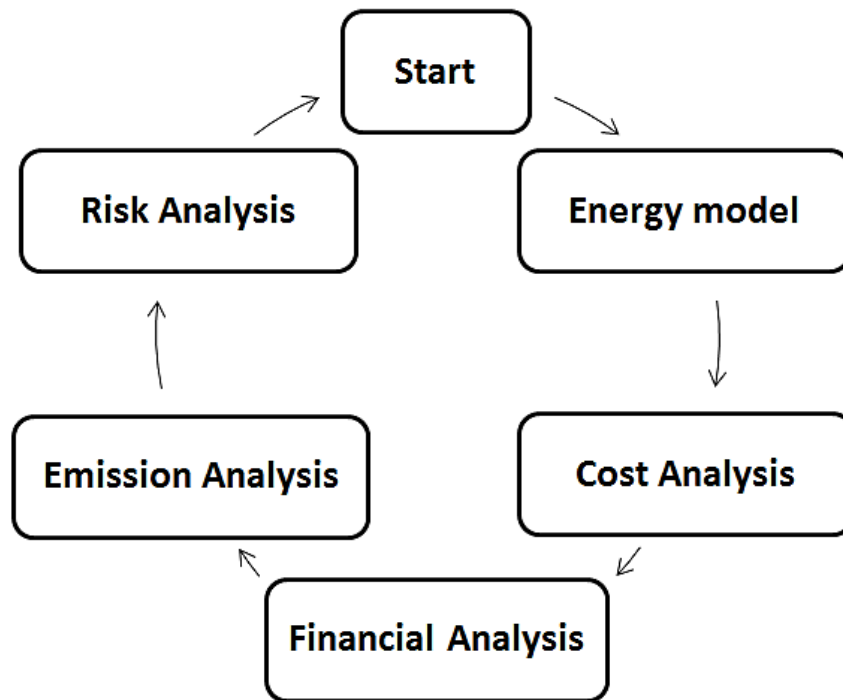 Start
Energy model
Cost Analysis
Financial Analysis
Emission Analysis
Risk Analysis